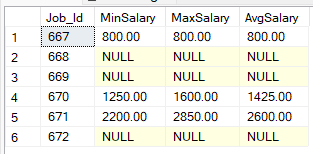 Job_Id MinSalary MaxSalary AvgSalary
1 667 800.00 800.00 800.00
2 668 NULL NULL NULL
3 669 NULL NULL NULL
4 670 1250.00 1600.00 1425.00
5 671 2200.00 2850.00 2600.00
6 672 NULL NULL NULL